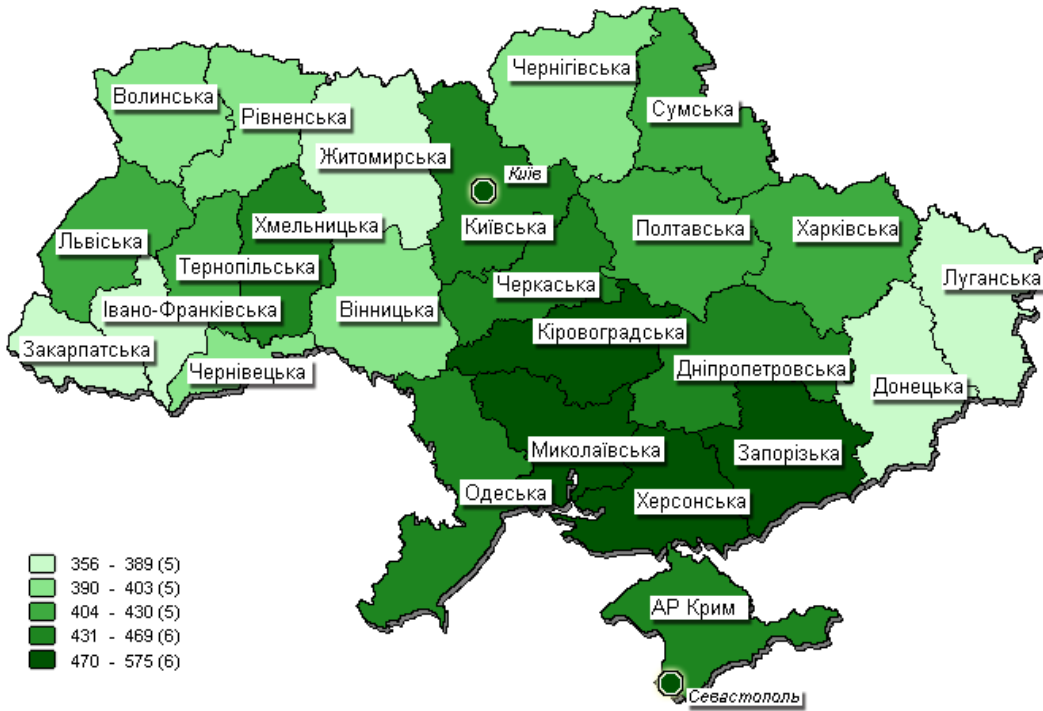 Чернігівська
Волинська
Сумська
Рівненська
Житомирська
Київ
Хмельницька
Київська
Полтавська
Харківська
Львіська
Тернопільська
Луганська
Черкаська
Івано-Франківська
Вінницька
Кіровоградська
Закарпатська
Чернівецька
Дніпропетровська
Донецька
Миколаївська
Запорізька
Одеська
Херсонська
356 - 389 (5)
390 - 403 (5)
404 - 430 (5)
431 - 469 (6)
470 - 575 (6)
АР Крим
Севастополь